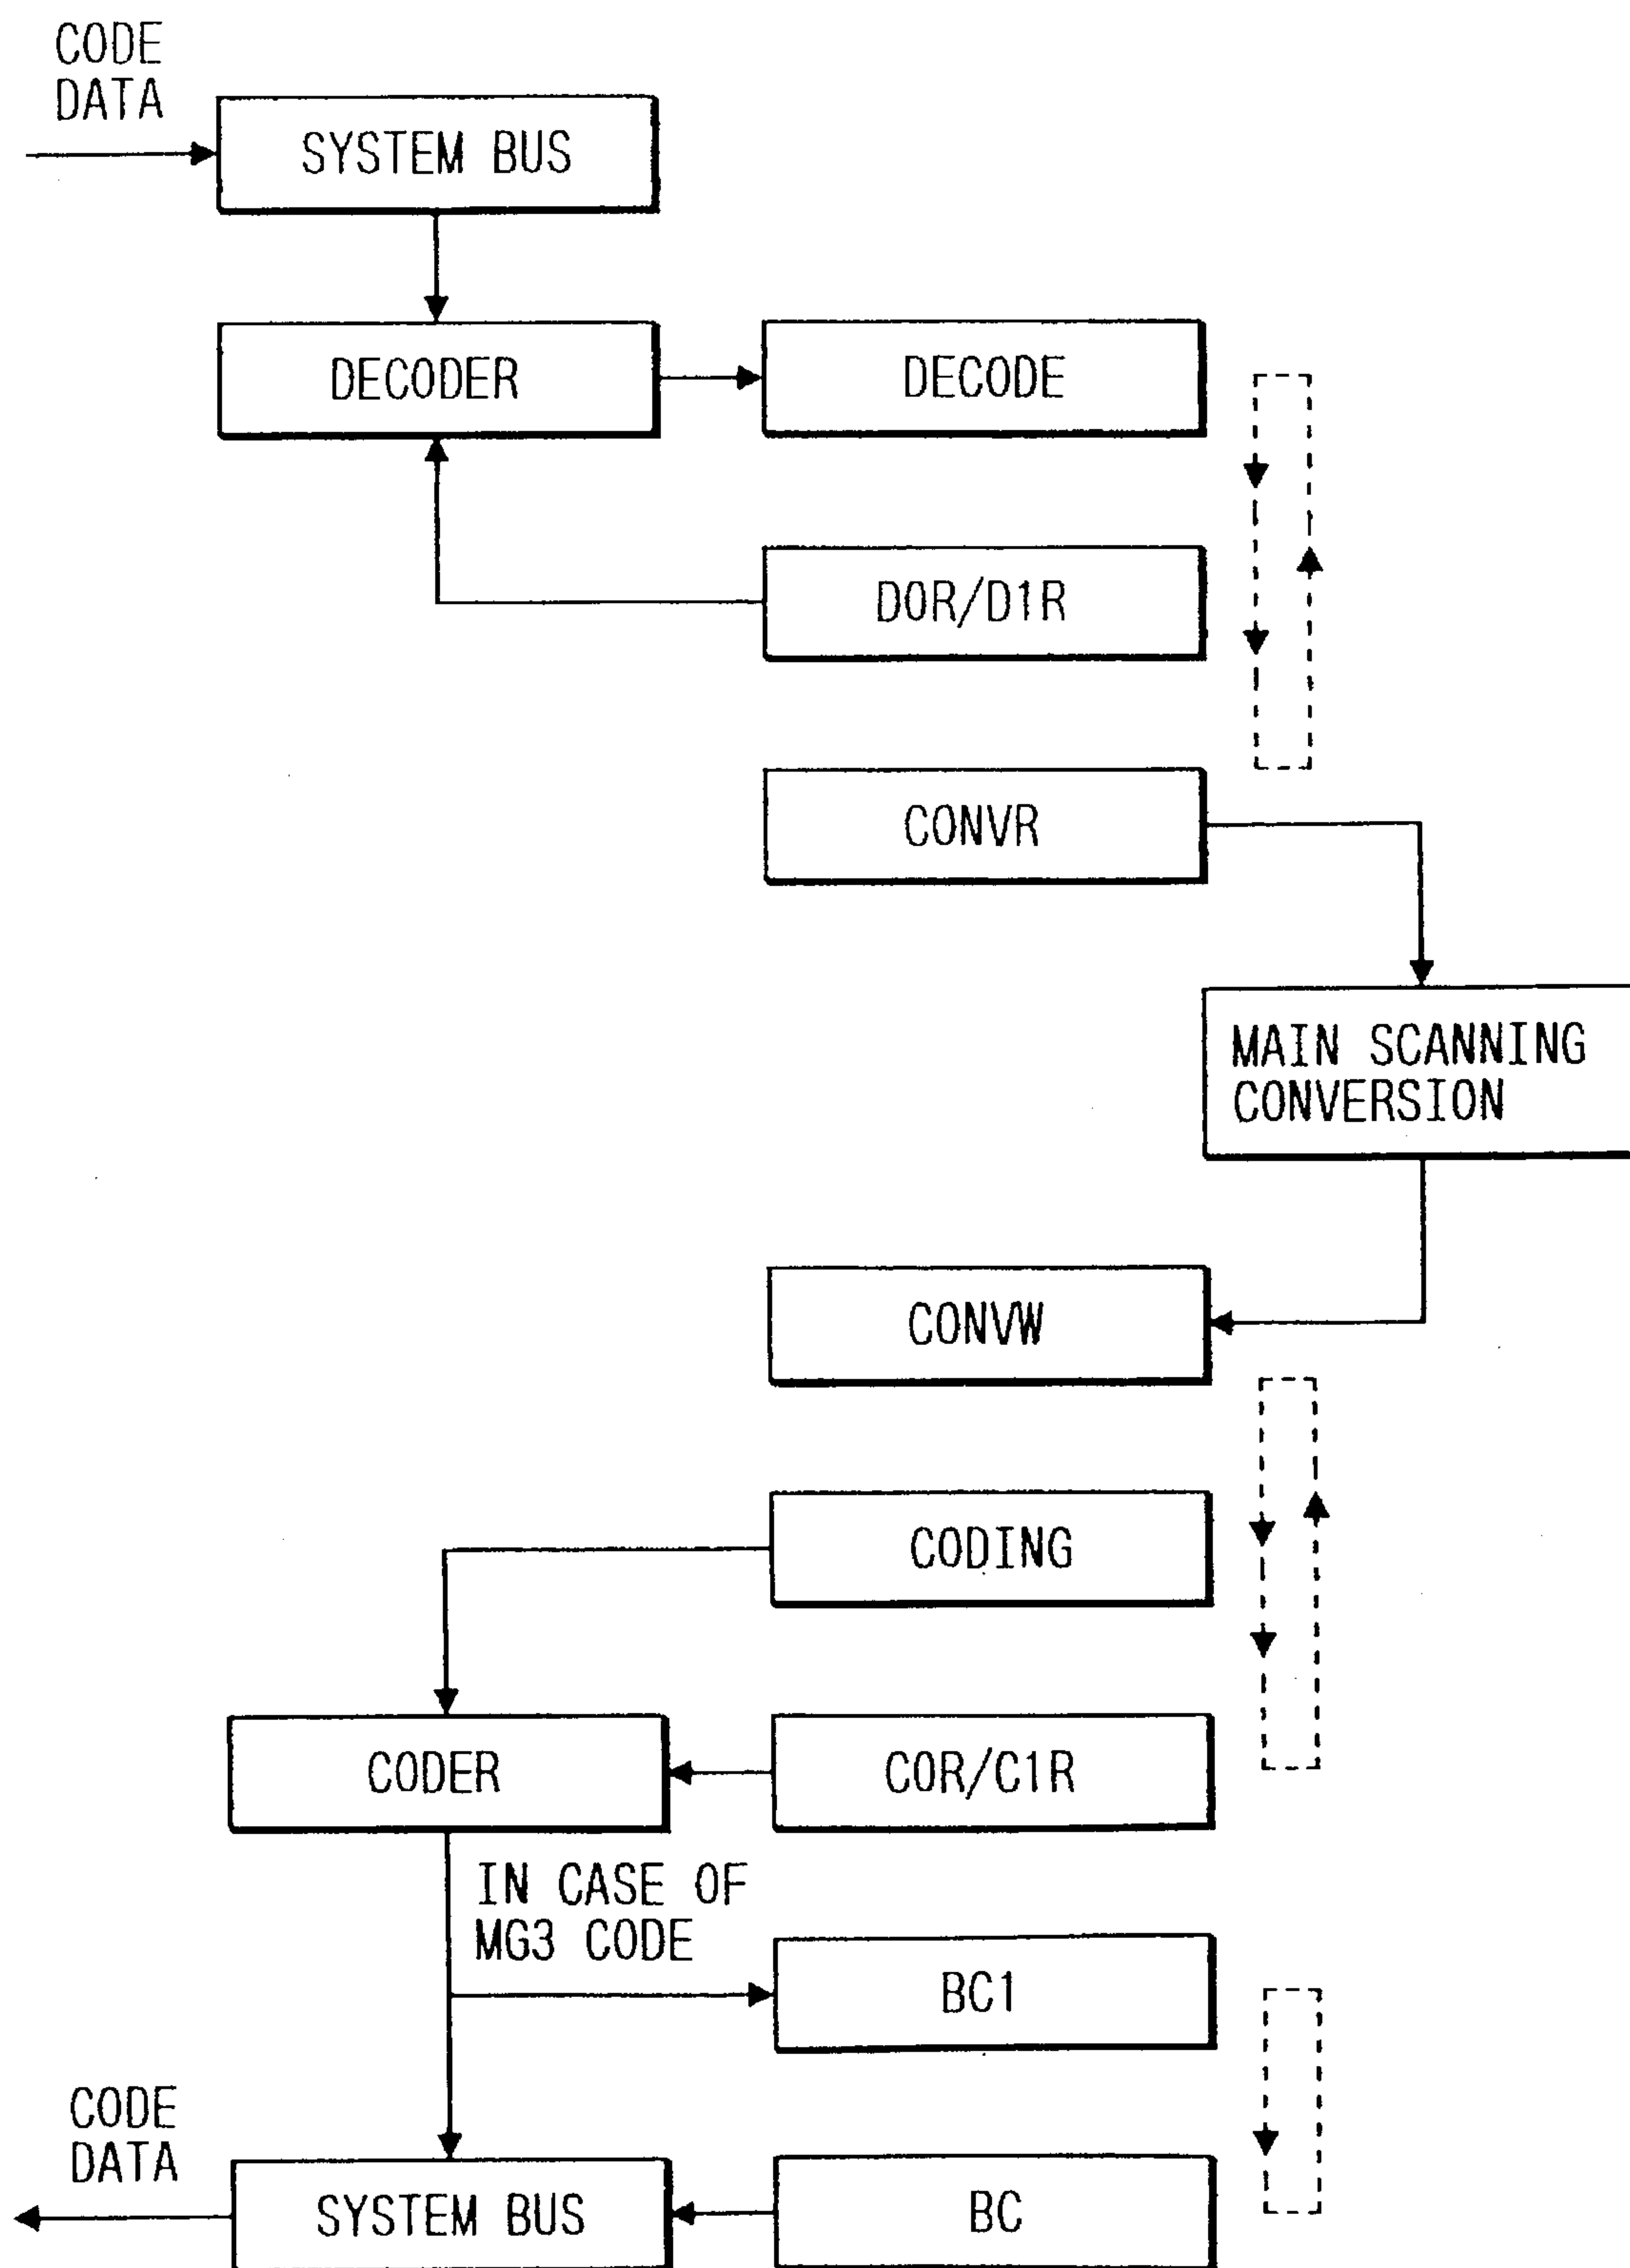 CODE
DATA
SYSTEM BUS
DECODER
DECODE
D0R/D1R
CONVR
MAIN SCANNING
CONVERSION
CONVW
CODING
CODER
C0R/C1R
IN CASE OF
MG3 CODE
BC1
CODE
DATA
SYSTEM BUS
BC